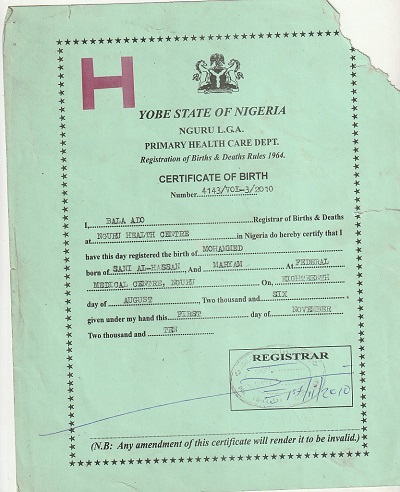 H
YOBE STATE OF NIGERIA
NGURU L.G.A.
PRIMARY HEALTH CARE DEPT.
Registration of Births & Deaths Rules 1964.
CERTIFICATE OF BIRTH
Number 4143/VOI-3/2010
I, BALA ADO Registrar of Births & Deaths
at NGURU HEALTH CENTRE in Nigeria do hereby certify that I
have this day registered the birth of MOHAMMED
born of SANI AL-HASSAN, And MARYAM At FEDERAL
MEDICAL CENTRE, NGURU On, EIGHTEENTH
day of AUGUST Two thousand and SIX
given under my hand this FIRST day of NOVEMBER
Two thousand and TEN
REGISTRAR
1st/11/2010
(N.B: Any amendment of this certificate will render it to be invalid.)